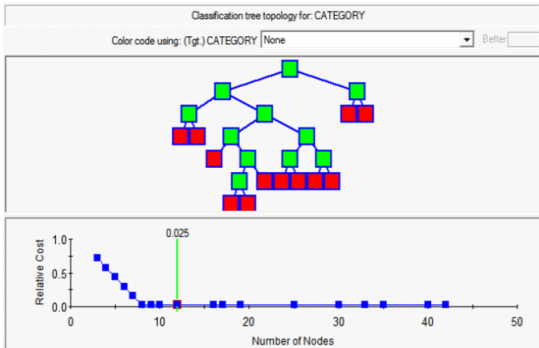 Classification tree topology for: CATEGORY
Color code using: (Tgt.) CATEGORY None Better
0.025
1.0
0.5
0.0
Relative Cost
0 10 20 30 40 50
Number of Nodes